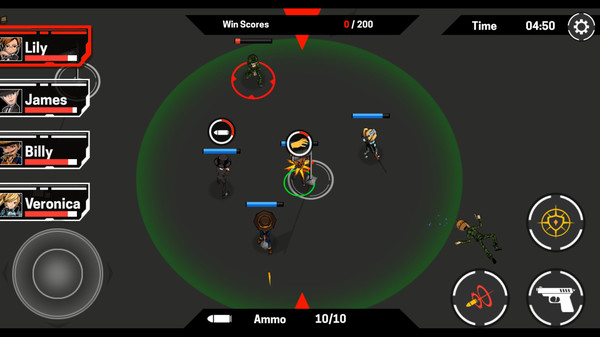 Win Scores 0 / 200
Time 04:50
Lily
James
Billy
Veronica
Ammo 10/10